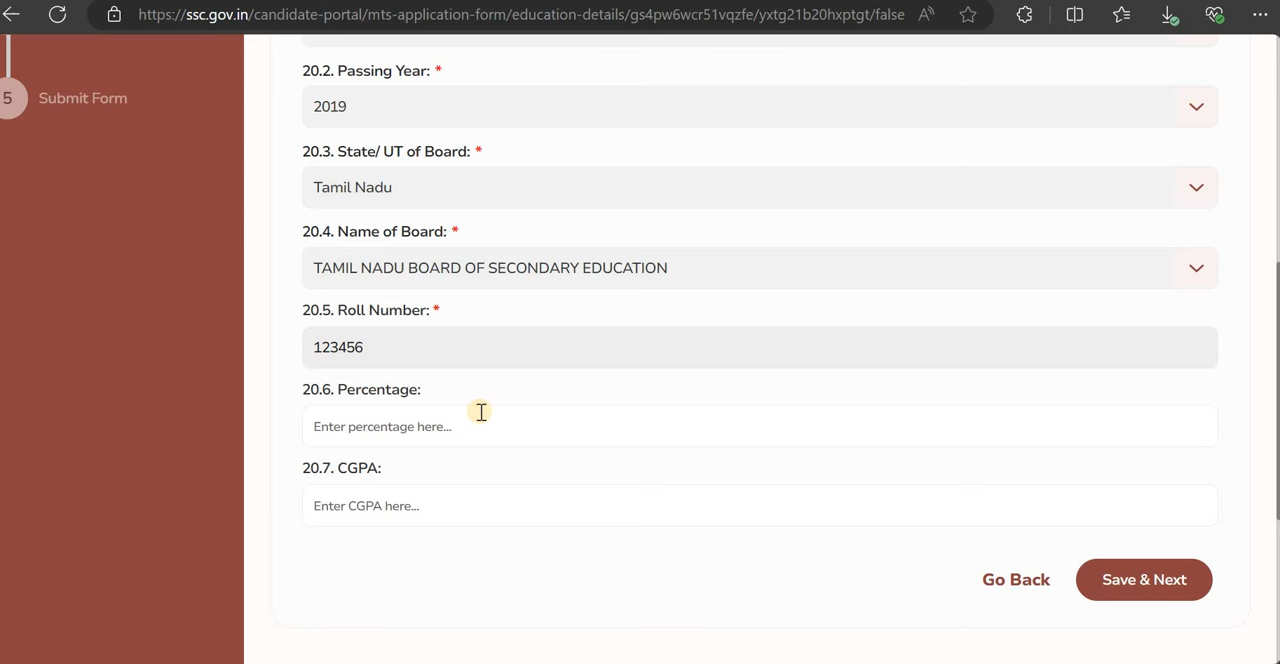 https://ssc.gov.in/candidate-portal/mts-application-form/education-details/gs4pw6wcr51vqzfe/yxtg21b20hxptgt/false
5 Submit Form
20.2. Passing Year: *
2019
20.3. State/ UT of Board: *
Tamil Nadu
20.4. Name of Board: *
TAMIL NADU BOARD OF SECONDARY EDUCATION
20.5. Roll Number: *
123456
20.6. Percentage:
Enter percentage here...
20.7. CGPA:
Enter CGPA here...
Go Back
Save & Next